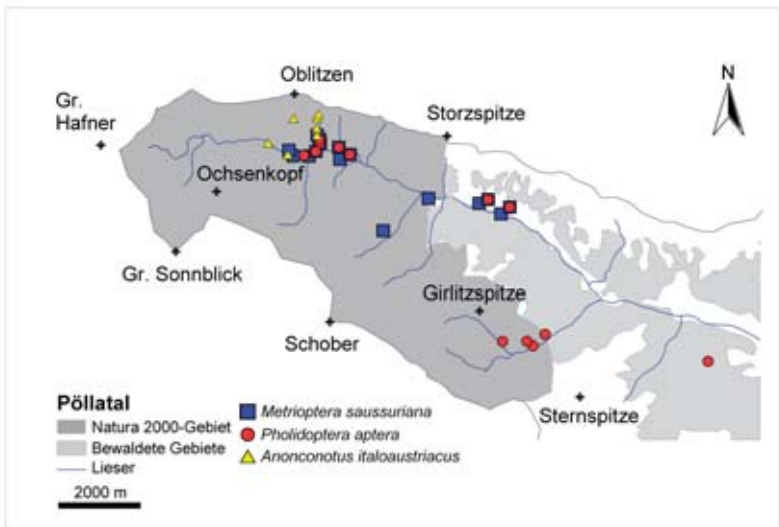 Oblitzen
N
Gr.
Hafner
Storzspitze
Ochsenkopf
Gr. Sonnblick
Girlitzspitze
Schober
Sternspitze
Pöllatal
Natura 2000-Gebiet
Bewaldete Gebiete
Lieser
2000 m
Metrioptera saussuriana
Pholidoptera aptera
Anonconotus italoaustriacus